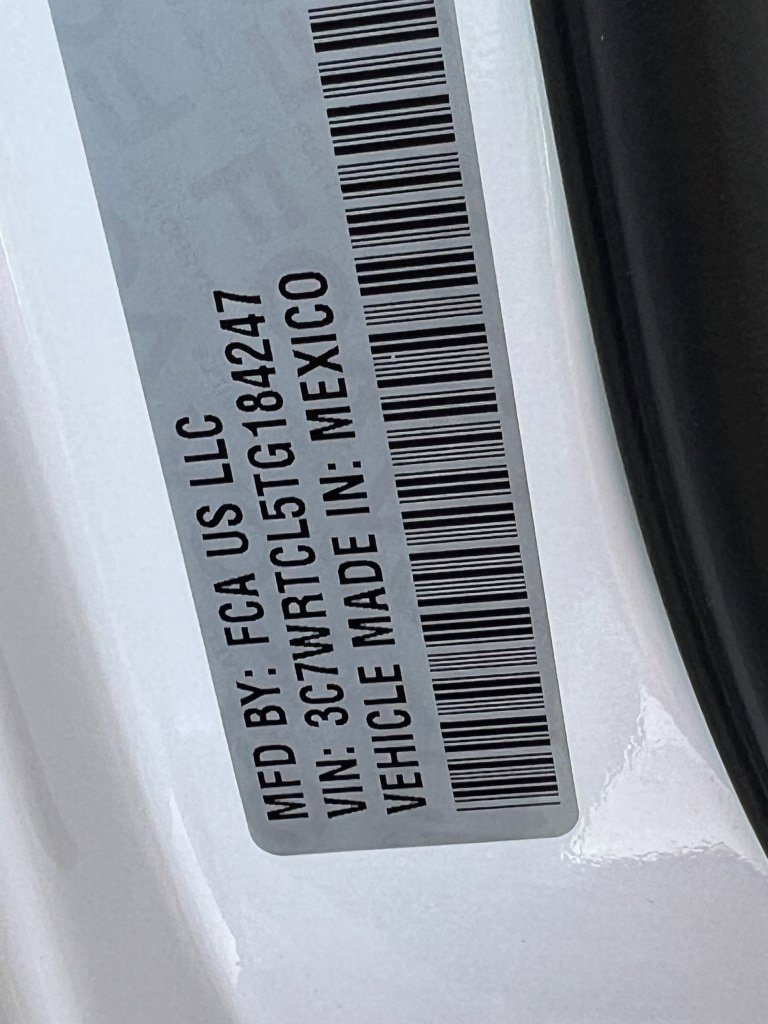 MFD BY: FCA US LLC
VIN: 3C7WRTCL5TG184247
VEHICLE MADE IN: MEXICO